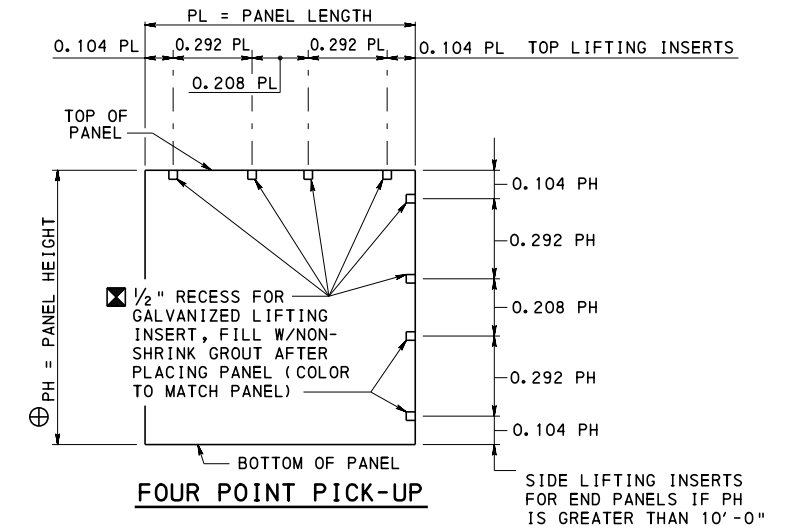 PL = PANEL LENGTH
0.104 PL 0.292 PL 0.292 PL 0.104 PL TOP LIFTING INSERTS
0.208 PL
TOP OF
PANEL
0.104 PH
0.292 PH
0.208 PH
0.292 PH
0.104 PH
PH = PANEL HEIGHT
1/2" RECESS FOR
GALVANIZED LIFTING
INSERT, FILL W/NON-
SHRINK GROUT AFTER
PLACING PANEL (COLOR
TO MATCH PANEL)
BOTTOM OF PANEL
FOUR POINT PICK-UP
SIDE LIFTING INSERTS
FOR END PANELS IF PH
IS GREATER THAN 10'-0"